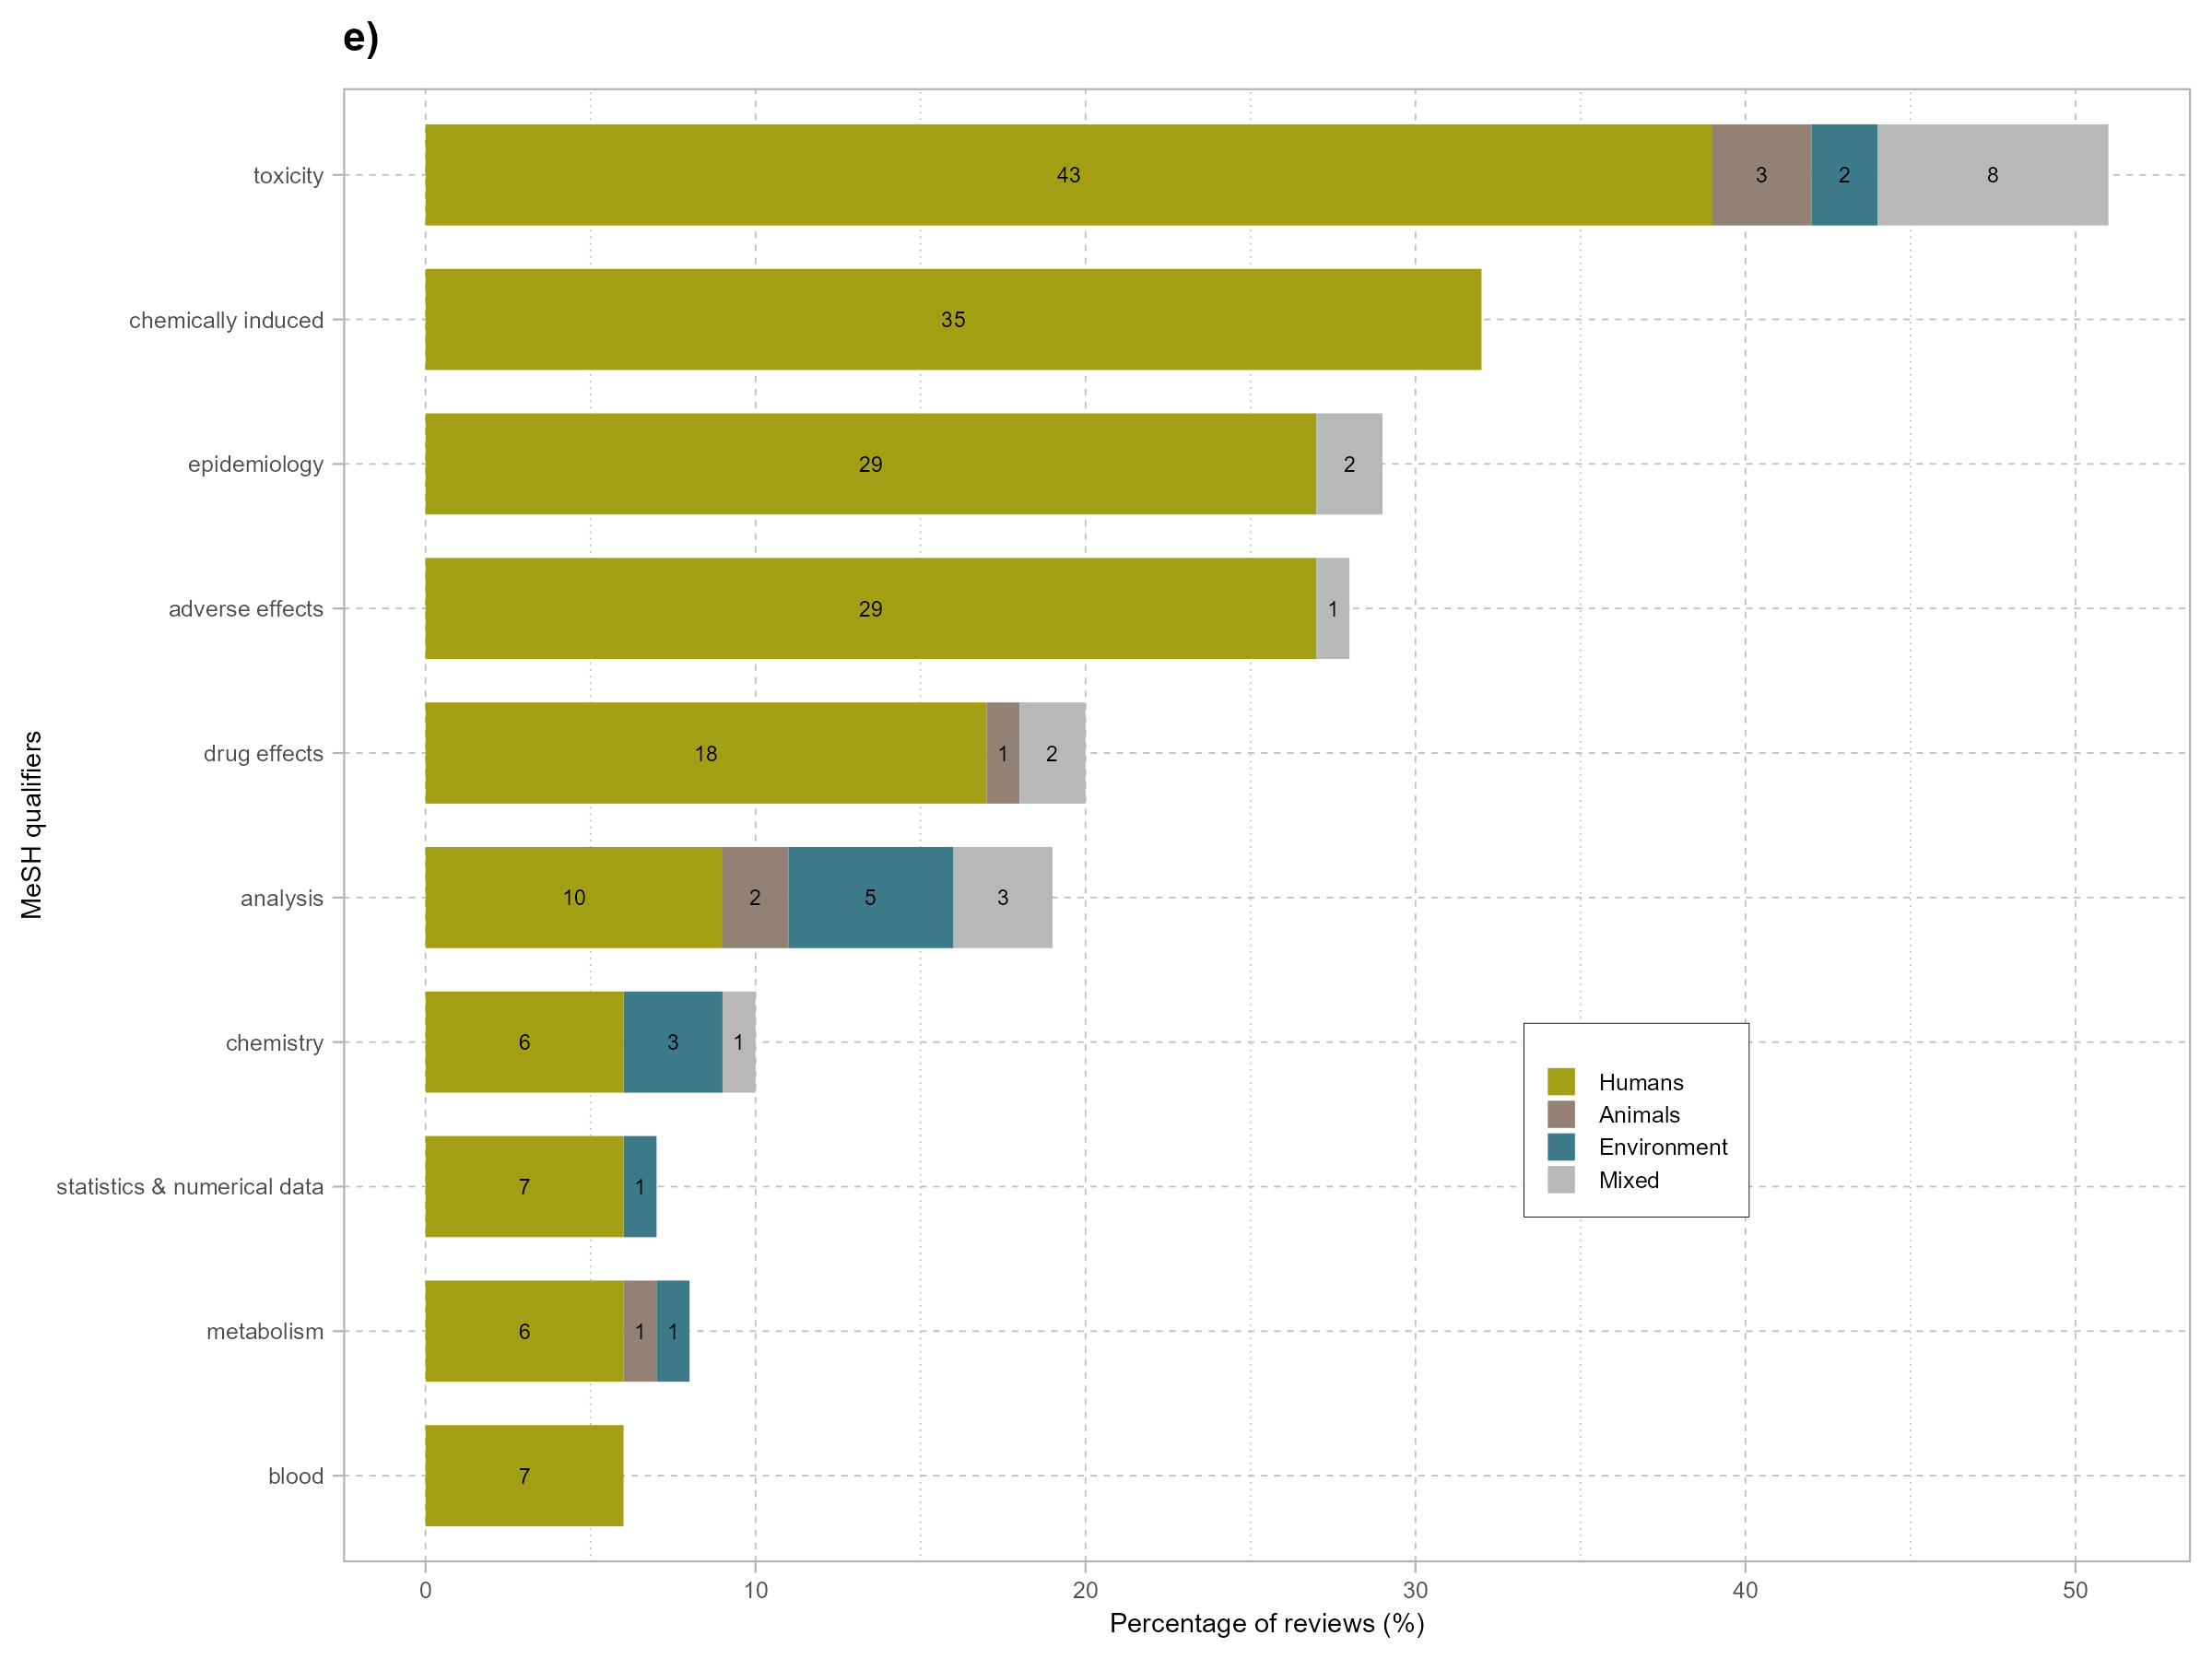 e)
toxicity
43 3 2 8
chemically induced
35
epidemiology
29 2
adverse effects
29 1
drug effects
18 1 2
analysis
10 2 5 3
chemistry
6 3 1
statistics & numerical data
7 1
metabolism
6 1 1
blood
7
MeSH qualifiers
Humans
Animals
Environment
Mixed
0 10 20 30 40 50
Percentage of reviews (%)